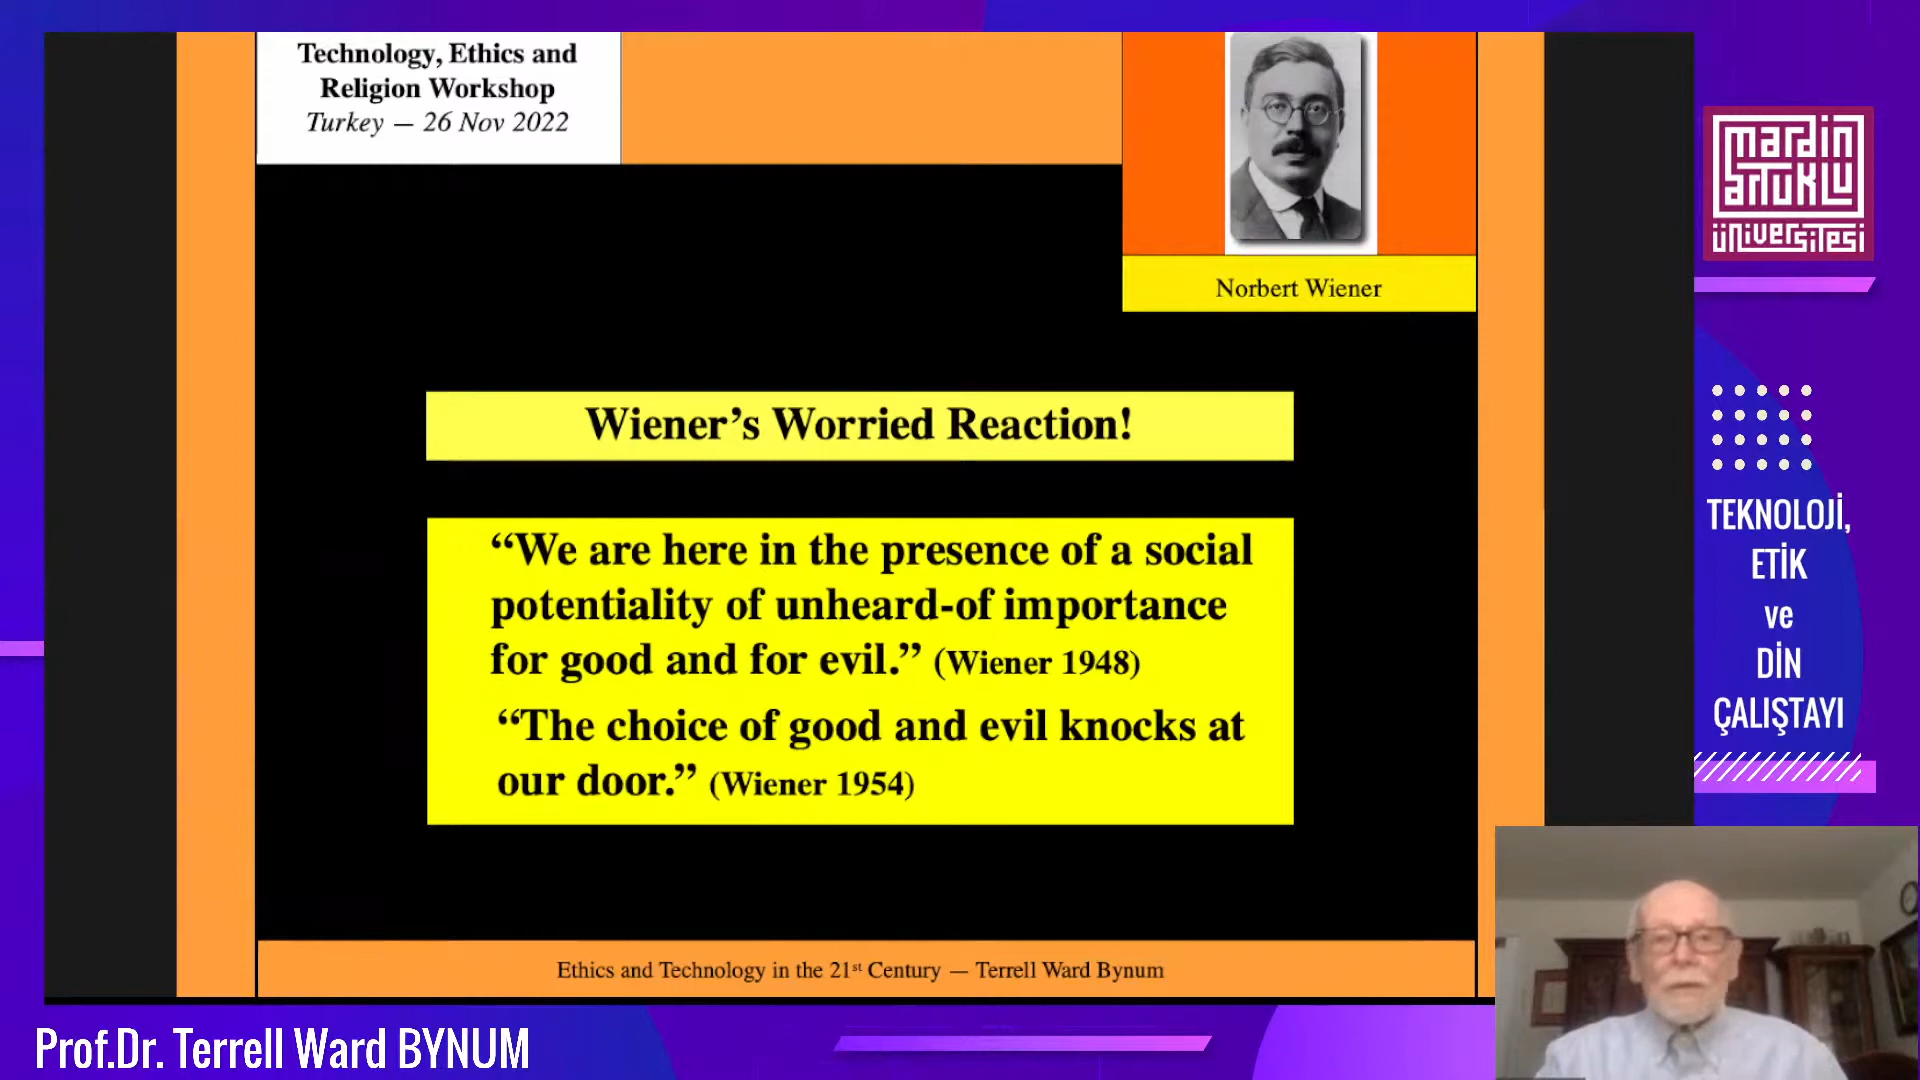 Technology, Ethics and
Religion Workshop
Turkey — 26 Nov 2022
Norbert Wiener
Wiener’s Worried Reaction!
“We are here in the presence of a social
potentiality of unheard-of importance
for good and for evil.” (Wiener 1948)
“The choice of good and evil knocks at
our door.” (Wiener 1954)
Ethics and Technology in the 21st Century — Terrell Ward Bynum
mardin
artuklu
üniversitesi
TEKNOLOJİ,
ETİK
ve
DİN
ÇALIŞTAYI
Prof.Dr. Terrell Ward BYNUM